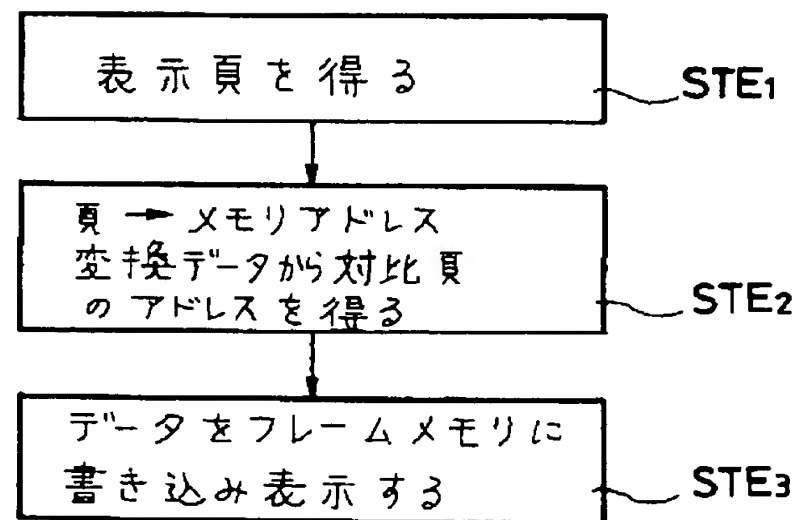 表示頁を得る
STE1
頁→メモリアドレス
変換データから対比頁
のアドレスを得る
STE2
データをフレームメモリに
書き込み表示する
STE3